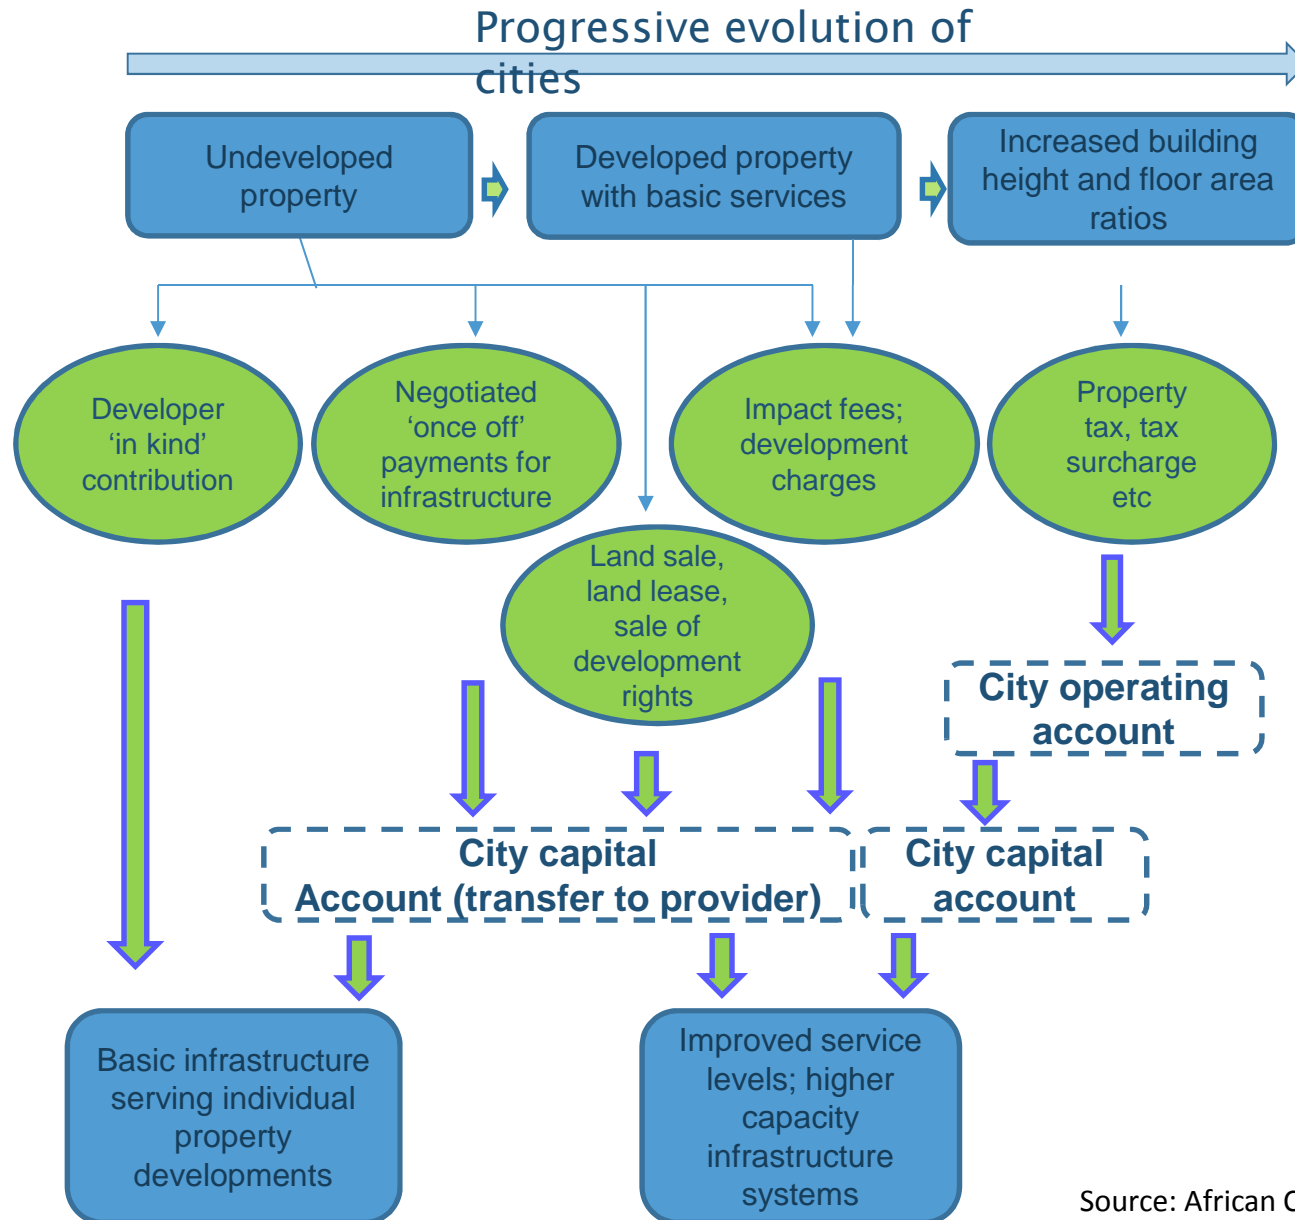 Progressive evolution of
cities
Undeveloped
property
Developed property
with basic services
Increased building
height and floor area
ratios
Developer
‘in kind’
contribution
Negotiated
‘once off’
payments for
infrastructure
Impact fees;
development
charges
Property
tax, tax
surcharge
etc
Land sale,
land lease,
sale of
development
rights
City operating
account
City capital
Account (transfer to provider)
City capital
account
Basic infrastructure
serving individual
property
developments
Improved service
levels; higher
capacity
infrastructure
systems
Source: African C